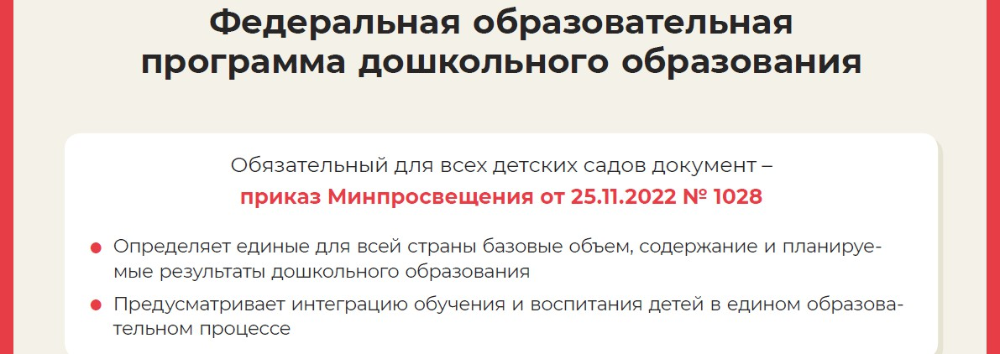 Федеральная образовательная
программа дошкольного образования
Обязательный для всех детских садов документ –
приказ Минпросвещения от 25.11.2022 № 1028
Определяет единые для всей страны базовые объем, содержание и планируе-
мые результаты дошкольного образования
Предусматривает интеграцию обучения и воспитания детей в едином образова-
тельном процессе